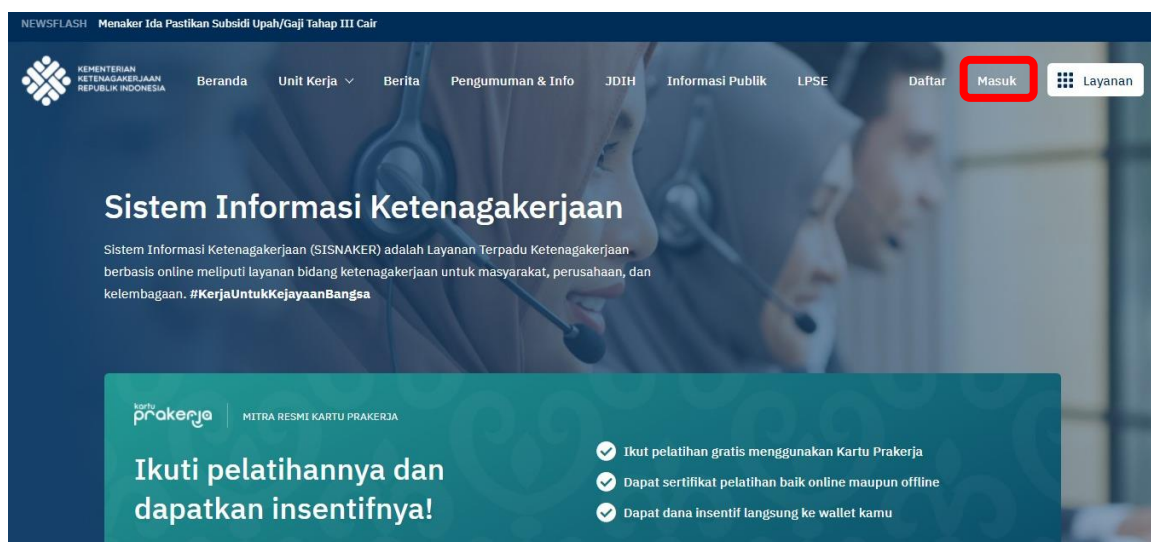 NEWSFLASH Menaker Ida Pastikan Subsidi Upah/Gaji Tahap III Cair
KEMENTERIAN
KETENAGAKERJAAN
REPUBLIK INDONESIA
Beranda Unit Kerja Berita Pengumuman & Info JDIH Informasi Publik LPSE Daftar Masuk Layanan
Sistem Informasi Ketenagakerjaan
Sistem Informasi Ketenagakerjaan (SISNAKER) adalah Layanan Terpadu Ketenagakerjaan
berbasis online meliputi layanan bidang ketenagakerjaan untuk masyarakat, perusahaan, dan
kelembagaan. #KerjaUntukKejayaanBangsa
kartu
prakerja MITRA RESMI KARTU PRAKERJA
Ikuti pelatihannya dan
dapatkan insentifnya!
Ikut pelatihan gratis menggunakan Kartu Prakerja
Dapat sertifikat pelatihan baik online maupun offline
Dapat dana insentif langsung ke wallet kamu